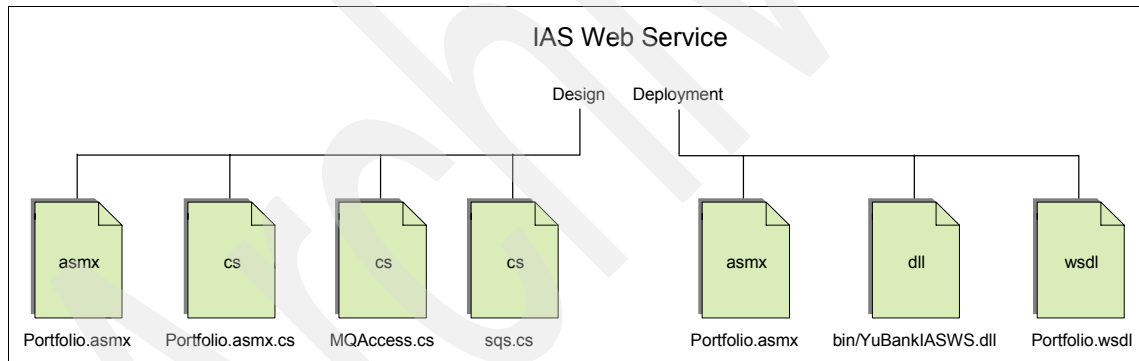 IAS Web Service
Design Deployment
asmx cs cs cs asmx dll wsdl
Portfolio.asmx Portfolio.asmx.cs MQAccess.cs sqs.cs Portfolio.asmx bin/YuBankIASWS.dll Portfolio.wsdl